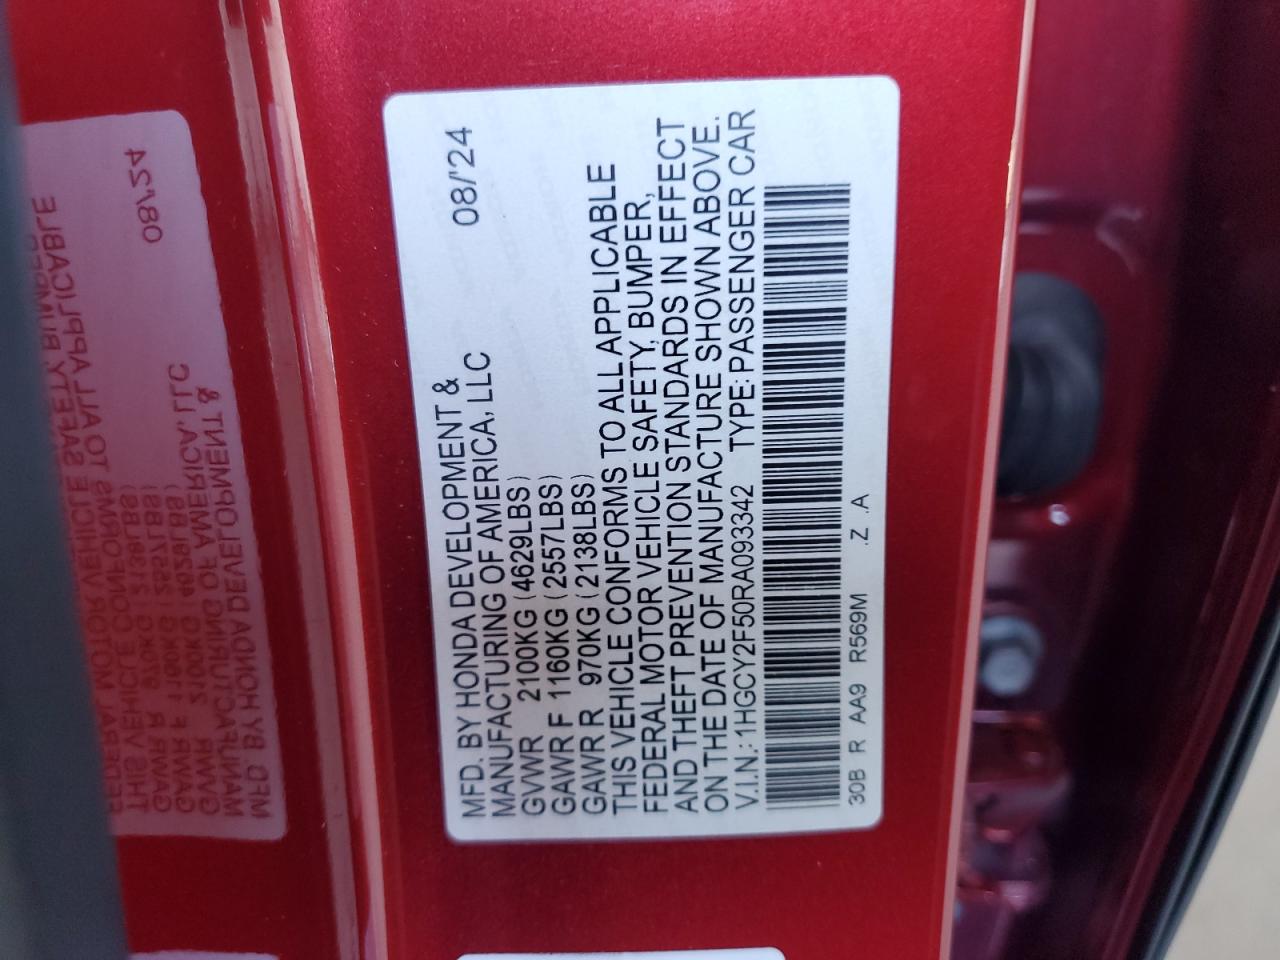 MFD. BY HONDA DEVELOPMENT &
MANUFACTURING OF AMERICA, LLC 08/'24
GVWR 2100KG (4629LBS)
GAWR F 1160KG (2557LBS)
GAWR R 970KG (2138LBS)
THIS VEHICLE CONFORMS TO ALL APPLICABLE
FEDERAL MOTOR VEHICLE SAFETY, BUMPER,
AND THEFT PREVENTION STANDARDS IN EFFECT
ON THE DATE OF MANUFACTURE SHOWN ABOVE.
V.I.N.: 1HGCY2F50RA093342 TYPE: PASSENGER CAR
30B R AA9 R569M .Z .A